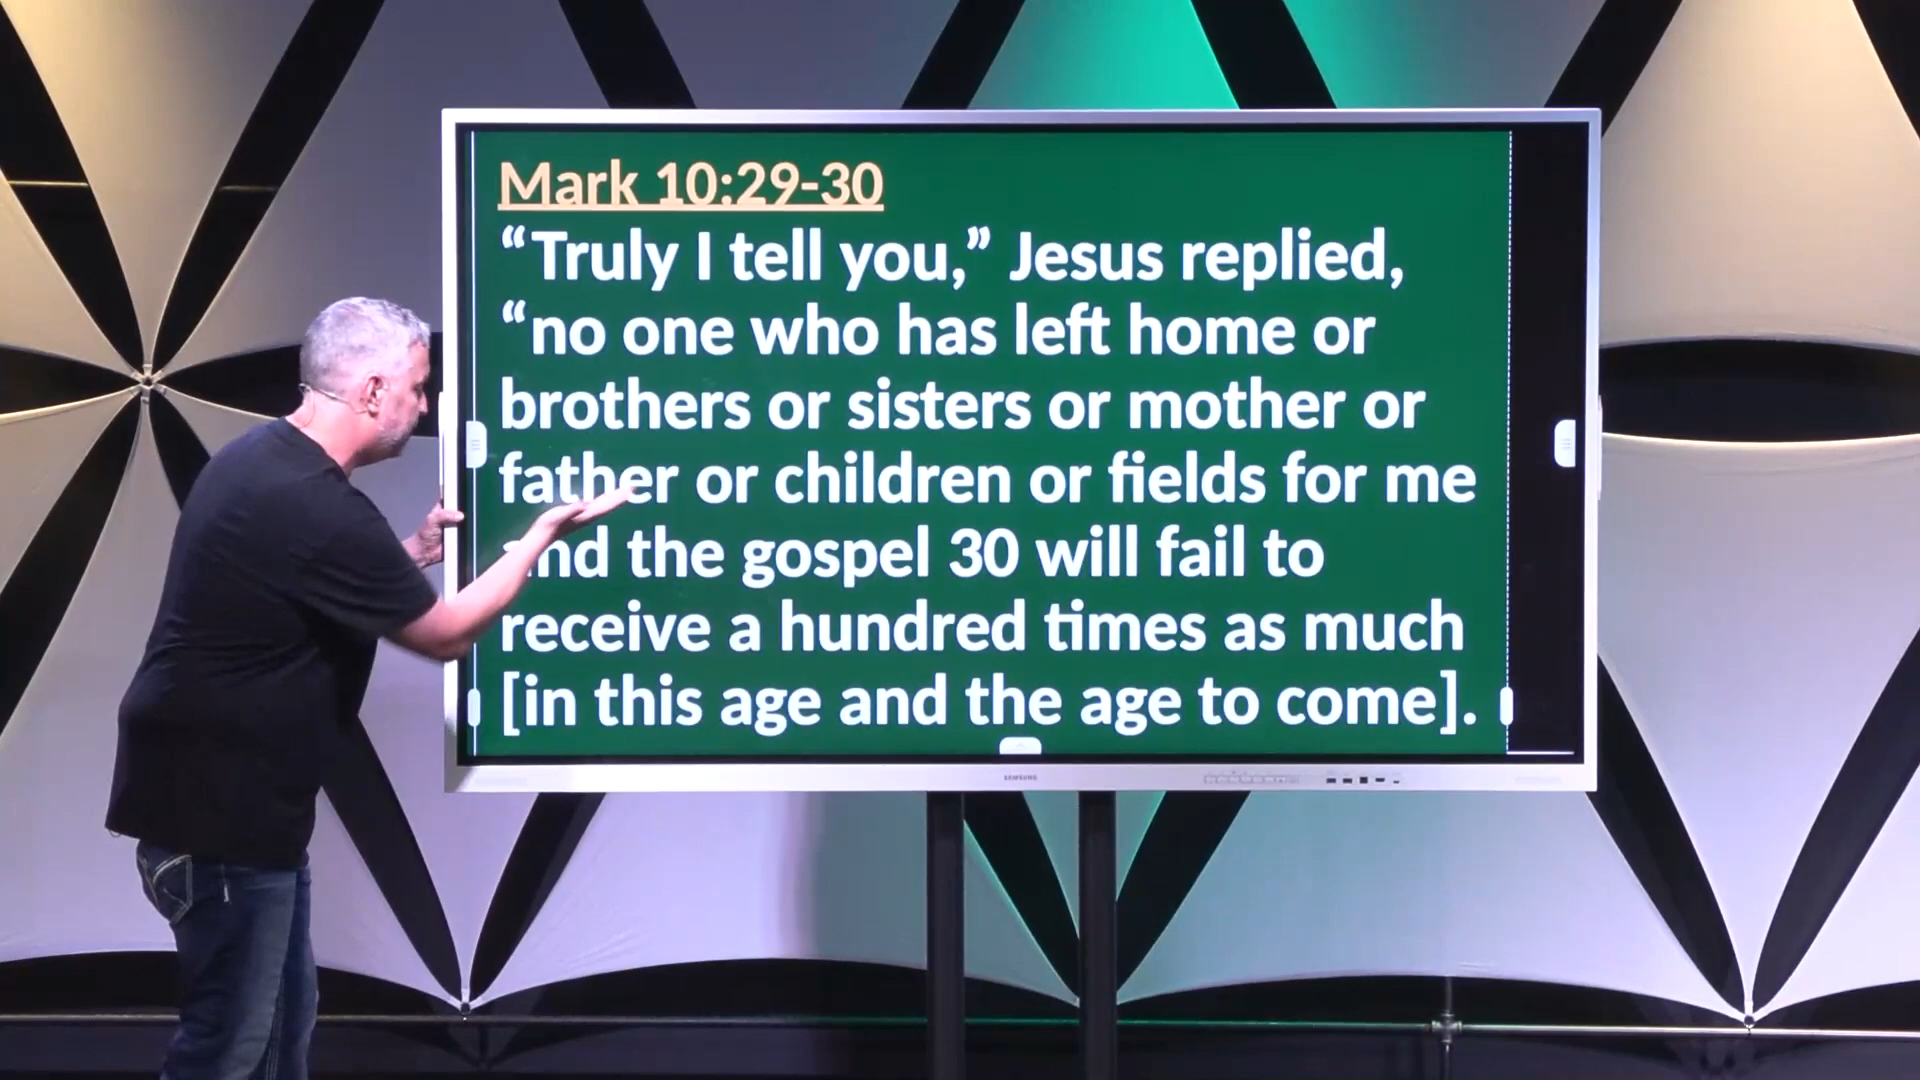 Mark 10:29-30
“Truly I tell you,” Jesus replied,
“no one who has left home or
brothers or sisters or mother or
father or children or fields for me
and the gospel 30 will fail to
receive a hundred times as much
[in this age and the age to come].
SAMSUNG